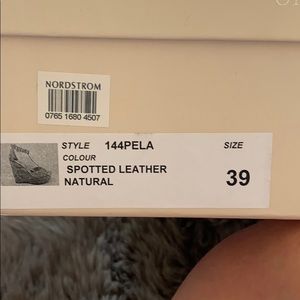 NORDSTROM
0765 1680 4507
STYLE 144PELA SIZE
COLOUR
SPOTTED LEATHER
NATURAL 39